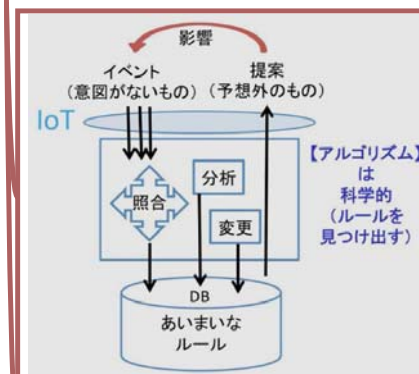 影響
イベント
(意図がないもの)
提案
(予想外のもの)
IoT
照合
分析
変更
【アルゴリズム】
は
科学的
(ルールを
見つけ出す)
DB
あいまいな
ルール